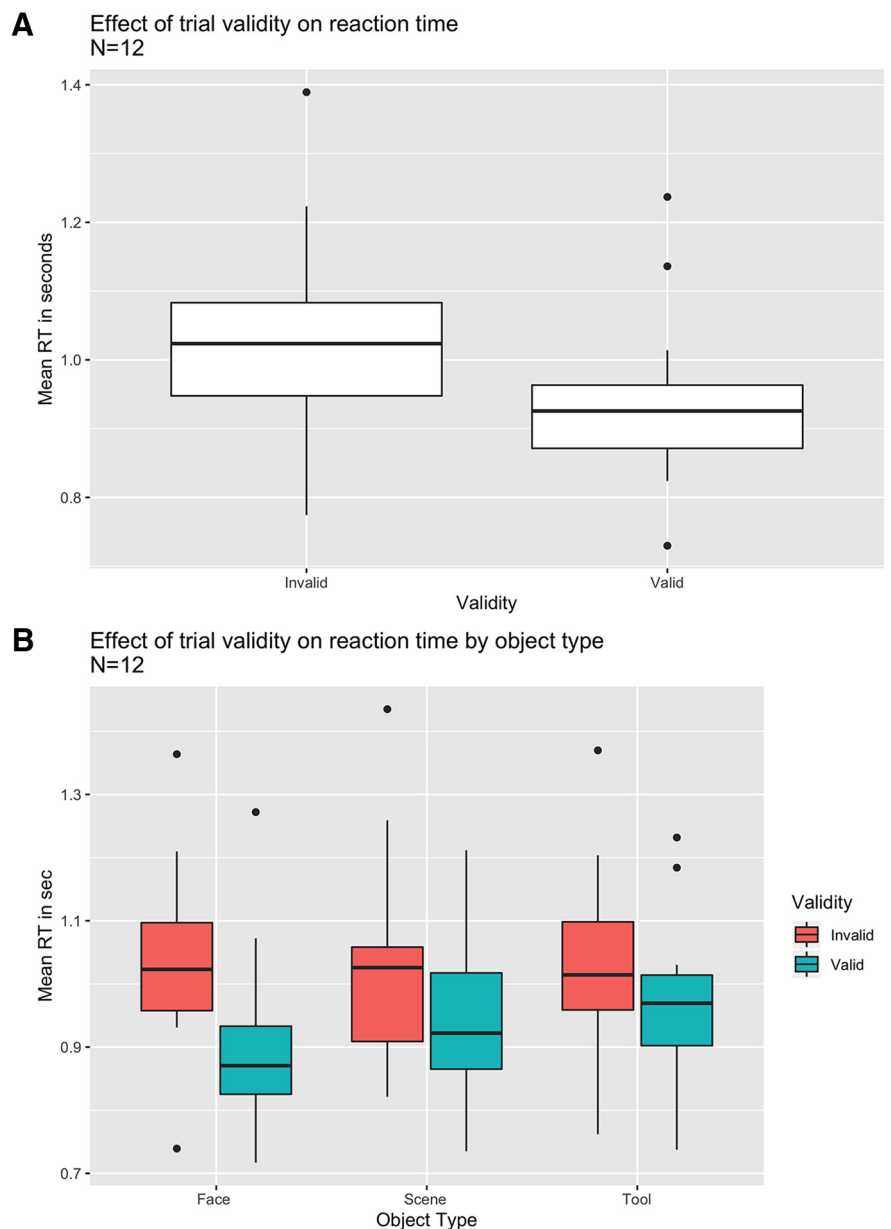 A
Effect of trial validity on reaction time
N=12
Mean RT in seconds
1.4
1.2
1.0
0.8
Invalid
Valid
Validity
B
Effect of trial validity on reaction time by object type
N=12
Mean RT in sec
1.3
1.1
0.9
0.7
Face
Scene
Tool
Object Type
Validity
Invalid
Valid